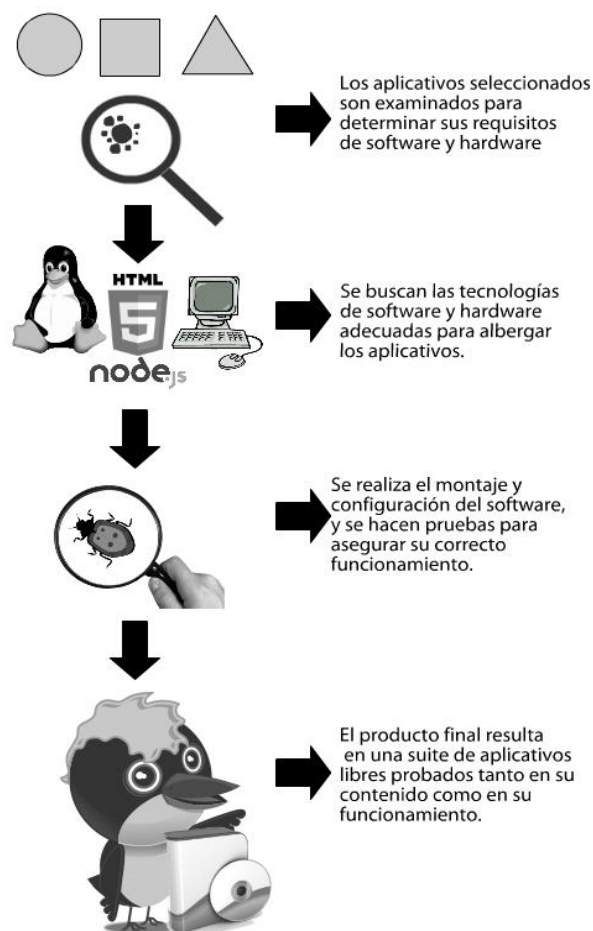 Los aplicativos seleccionados
son examinados para
determinar sus requisitos
de software y hardware
HTML
5
node.js
Se buscan las tecnologías
de software y hardware
adecuadas para albergar
los aplicativos.
Se realiza el montaje y
configuración del software,
y se hacen pruebas para
asegurar su correcto
funcionamiento.
El producto final resulta
en una suite de aplicativos
libres probados tanto en su
contenido como en su
funcionamiento.